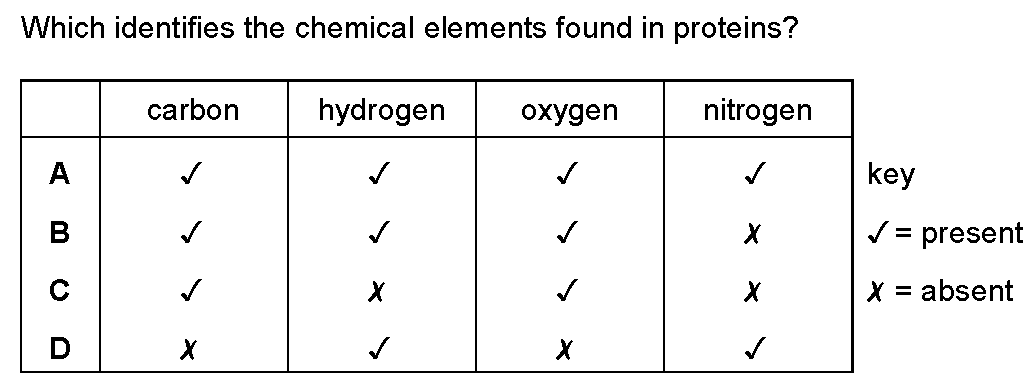 Which identifies the chemical elements found in proteins?
carbon hydrogen oxygen nitrogen
A ✓ ✓ ✓ ✓ key
B ✓ ✓ ✓ ✗ ✓ = present
C ✓ ✗ ✓ ✗ ✗ = absent
D ✗ ✓ ✗ ✓